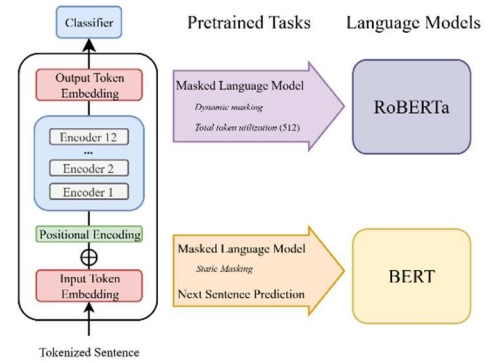 Classifier
Output Token
Embedding
Encoder 12
...
Encoder 2
Encoder 1
Positional Encoding
Input Token
Embedding
Tokenized Sentence
Pretrained Tasks
Masked Language Model
Dynamic masking
Total token utilization (512)
Masked Language Model
Static Masking
Next Sentence Prediction
Language Models
RoBERTa
BERT